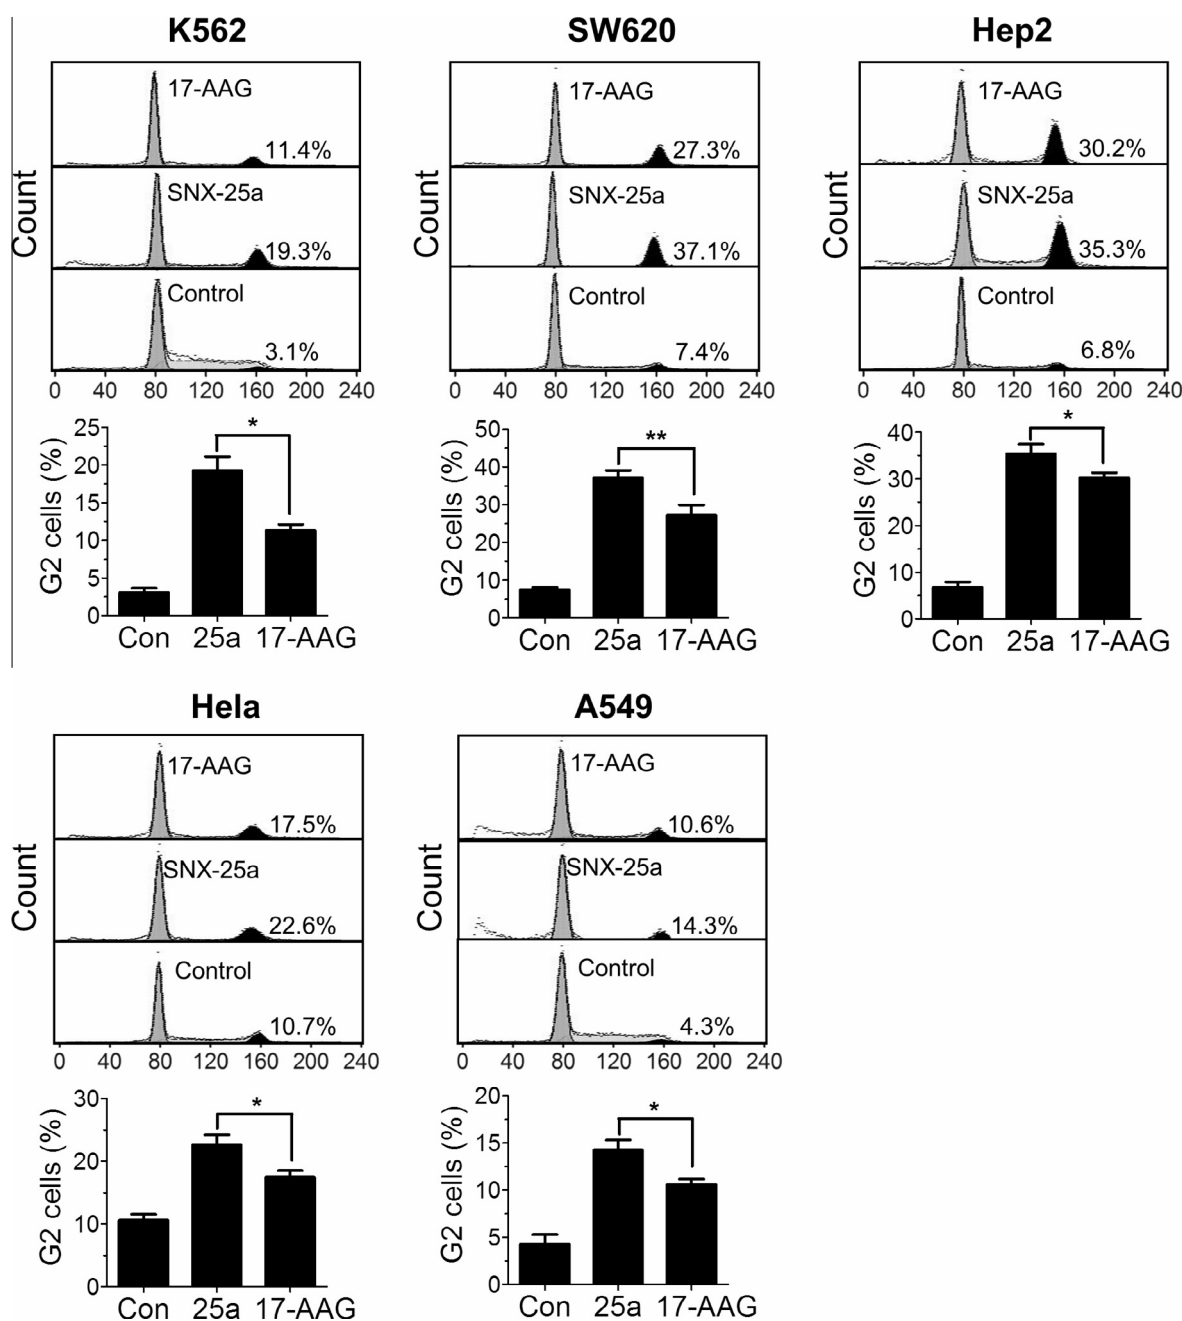 K562
Count
17-AAG
11.4%
SNX-25a
19.3%
Control
3.1%
0 40 80 120 160 200 240
G2 cells (%)
25
20
15
10
5
0
*
Con 25a 17-AAG
SW620
Count
17-AAG
27.3%
SNX-25a
37.1%
Control
7.4%
0 40 80 120 160 200 240
G2 cells (%)
50
40
30
20
10
0
**
Con 25a 17-AAG
Hep2
Count
17-AAG
30.2%
SNX-25a
35.3%
Control
6.8%
0 40 80 120 160 200 240
G2 cells (%)
40
30
20
10
0
*
Con 25a 17-AAG
Hela
Count
17-AAG
17.5%
SNX-25a
22.6%
Control
10.7%
0 40 80 120 160 200 240
G2 cells (%)
30
20
10
0
*
Con 25a 17-AAG
A549
Count
17-AAG
10.6%
SNX-25a
14.3%
Control
4.3%
0 40 80 120 160 200 240
G2 cells (%)
20
15
10
5
0
*
Con 25a 17-AAG